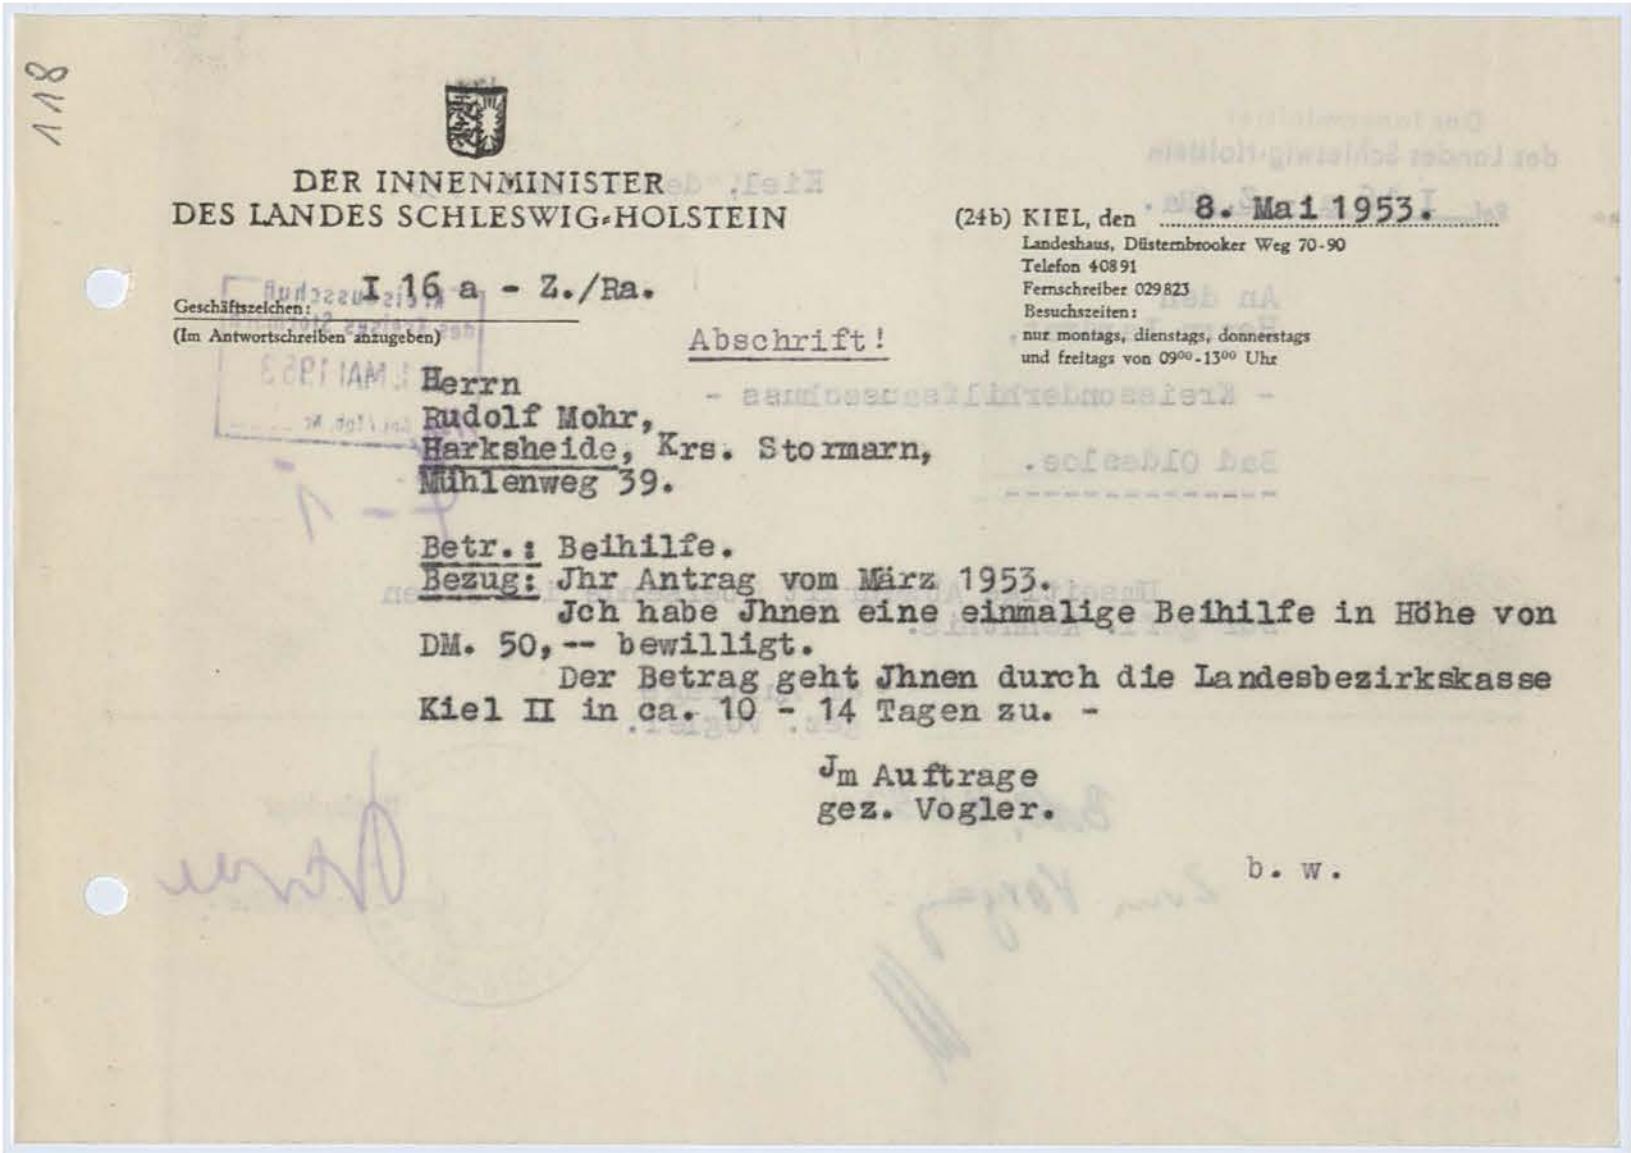 118
DER INNENMINISTER
DES LANDES SCHLESWIG-HOLSTEIN
(24b) KIEL, den 8. Mai 1953.
Landeshaus, Düsternbrooker Weg 70-90
Telefon 40891
Fernschreiber 029823
Besuchszeiten:
nur montags, dienstags, donnerstags
und freitags von 09⁰⁰-13⁰⁰ Uhr
Geschäftszeichen: I 16 a - Z./Ra.
(Im Antwortschreiben anzugeben)
Abschrift!
Herrn
Rudolf Mohr,
Harksheide, Krs. Stormarn,
Mühlenweg 39.
Betr.: Beihilfe.
Bezug: Jhr Antrag vom März 1953.
Jch habe Jhnen eine einmalige Beihilfe in Höhe von
DM. 50,-- bewilligt.
Der Betrag geht Jhnen durch die Landesbezirkskasse
Kiel II in ca. 10 - 14 Tagen zu. -
Jm Auftrage
gez. Vogler.
b. w.